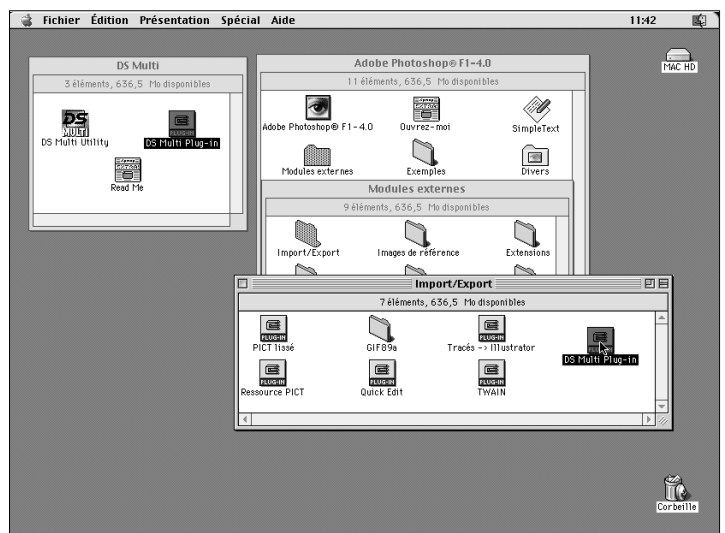 Fichier Édition Présentation Spécial Aide 11:42
MAC HD
DS Multi
3 éléments, 636,5 Mo disponibles
DS MULTI
DS Multi Utility
PLUG-IN
DS Multi Plug-in
Read Me
Adobe Photoshop® F1-4.0
11 éléments, 636,5 Mo disponibles
Adobe Photoshop® F1-4.0
Ouvrez-moi
SimpleText
Modules externes
Exemples
Divers
Modules externes
9 éléments, 636,5 Mo disponibles
Import/Export
Images de référence
Extensions
Import/Export
7 éléments, 636,5 Mo disponibles
PLUG-IN
PICT lissé
GIF89a
PLUG-IN
Tracés -> Illustrator
DS Multi Plug-in
PLUG-IN
Ressource PICT
PLUG-IN
Quick Edit
PLUG-IN
TWAIN
Corbeille